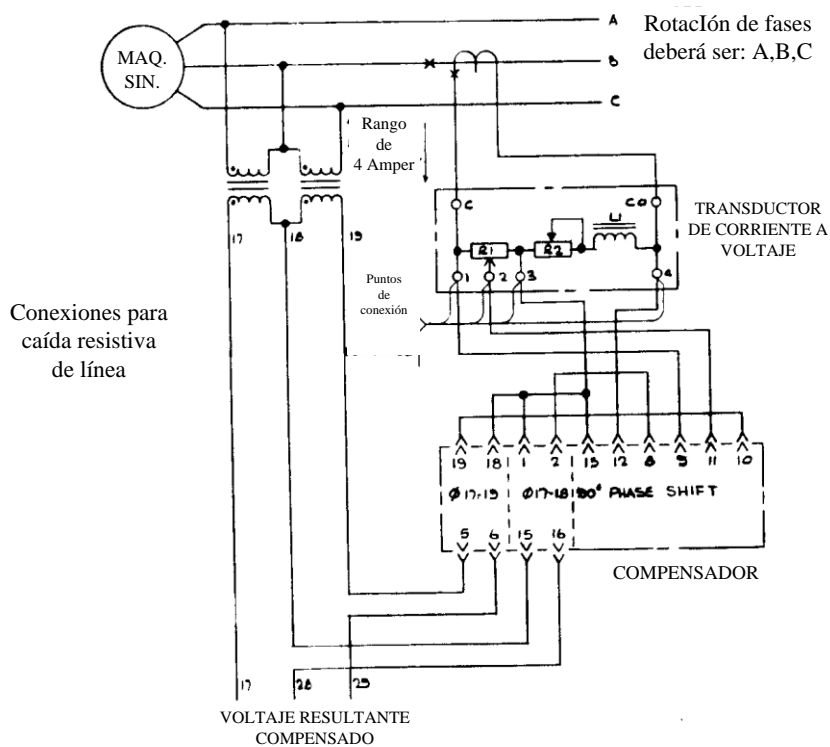 A
RotacIón de fases
deberá ser: A,B,C
MAQ.
SIN.
B
C
Rango
de
4 Amper
C
CO
TRANSDUCTOR
DE CORRIENTE A
VOLTAJE
R1
R2
L1
17
18
19
1
2
3
4
Puntos
de
conexión
Conexiones para
caída resistiva
de línea
19
18
1
2
13
12
8
9
11
10
Ø 17-19
Ø17-18
180° PHASE SHIFT
5
6
15
16
COMPENSADOR
17
28
29
VOLTAJE RESULTANTE
COMPENSADO